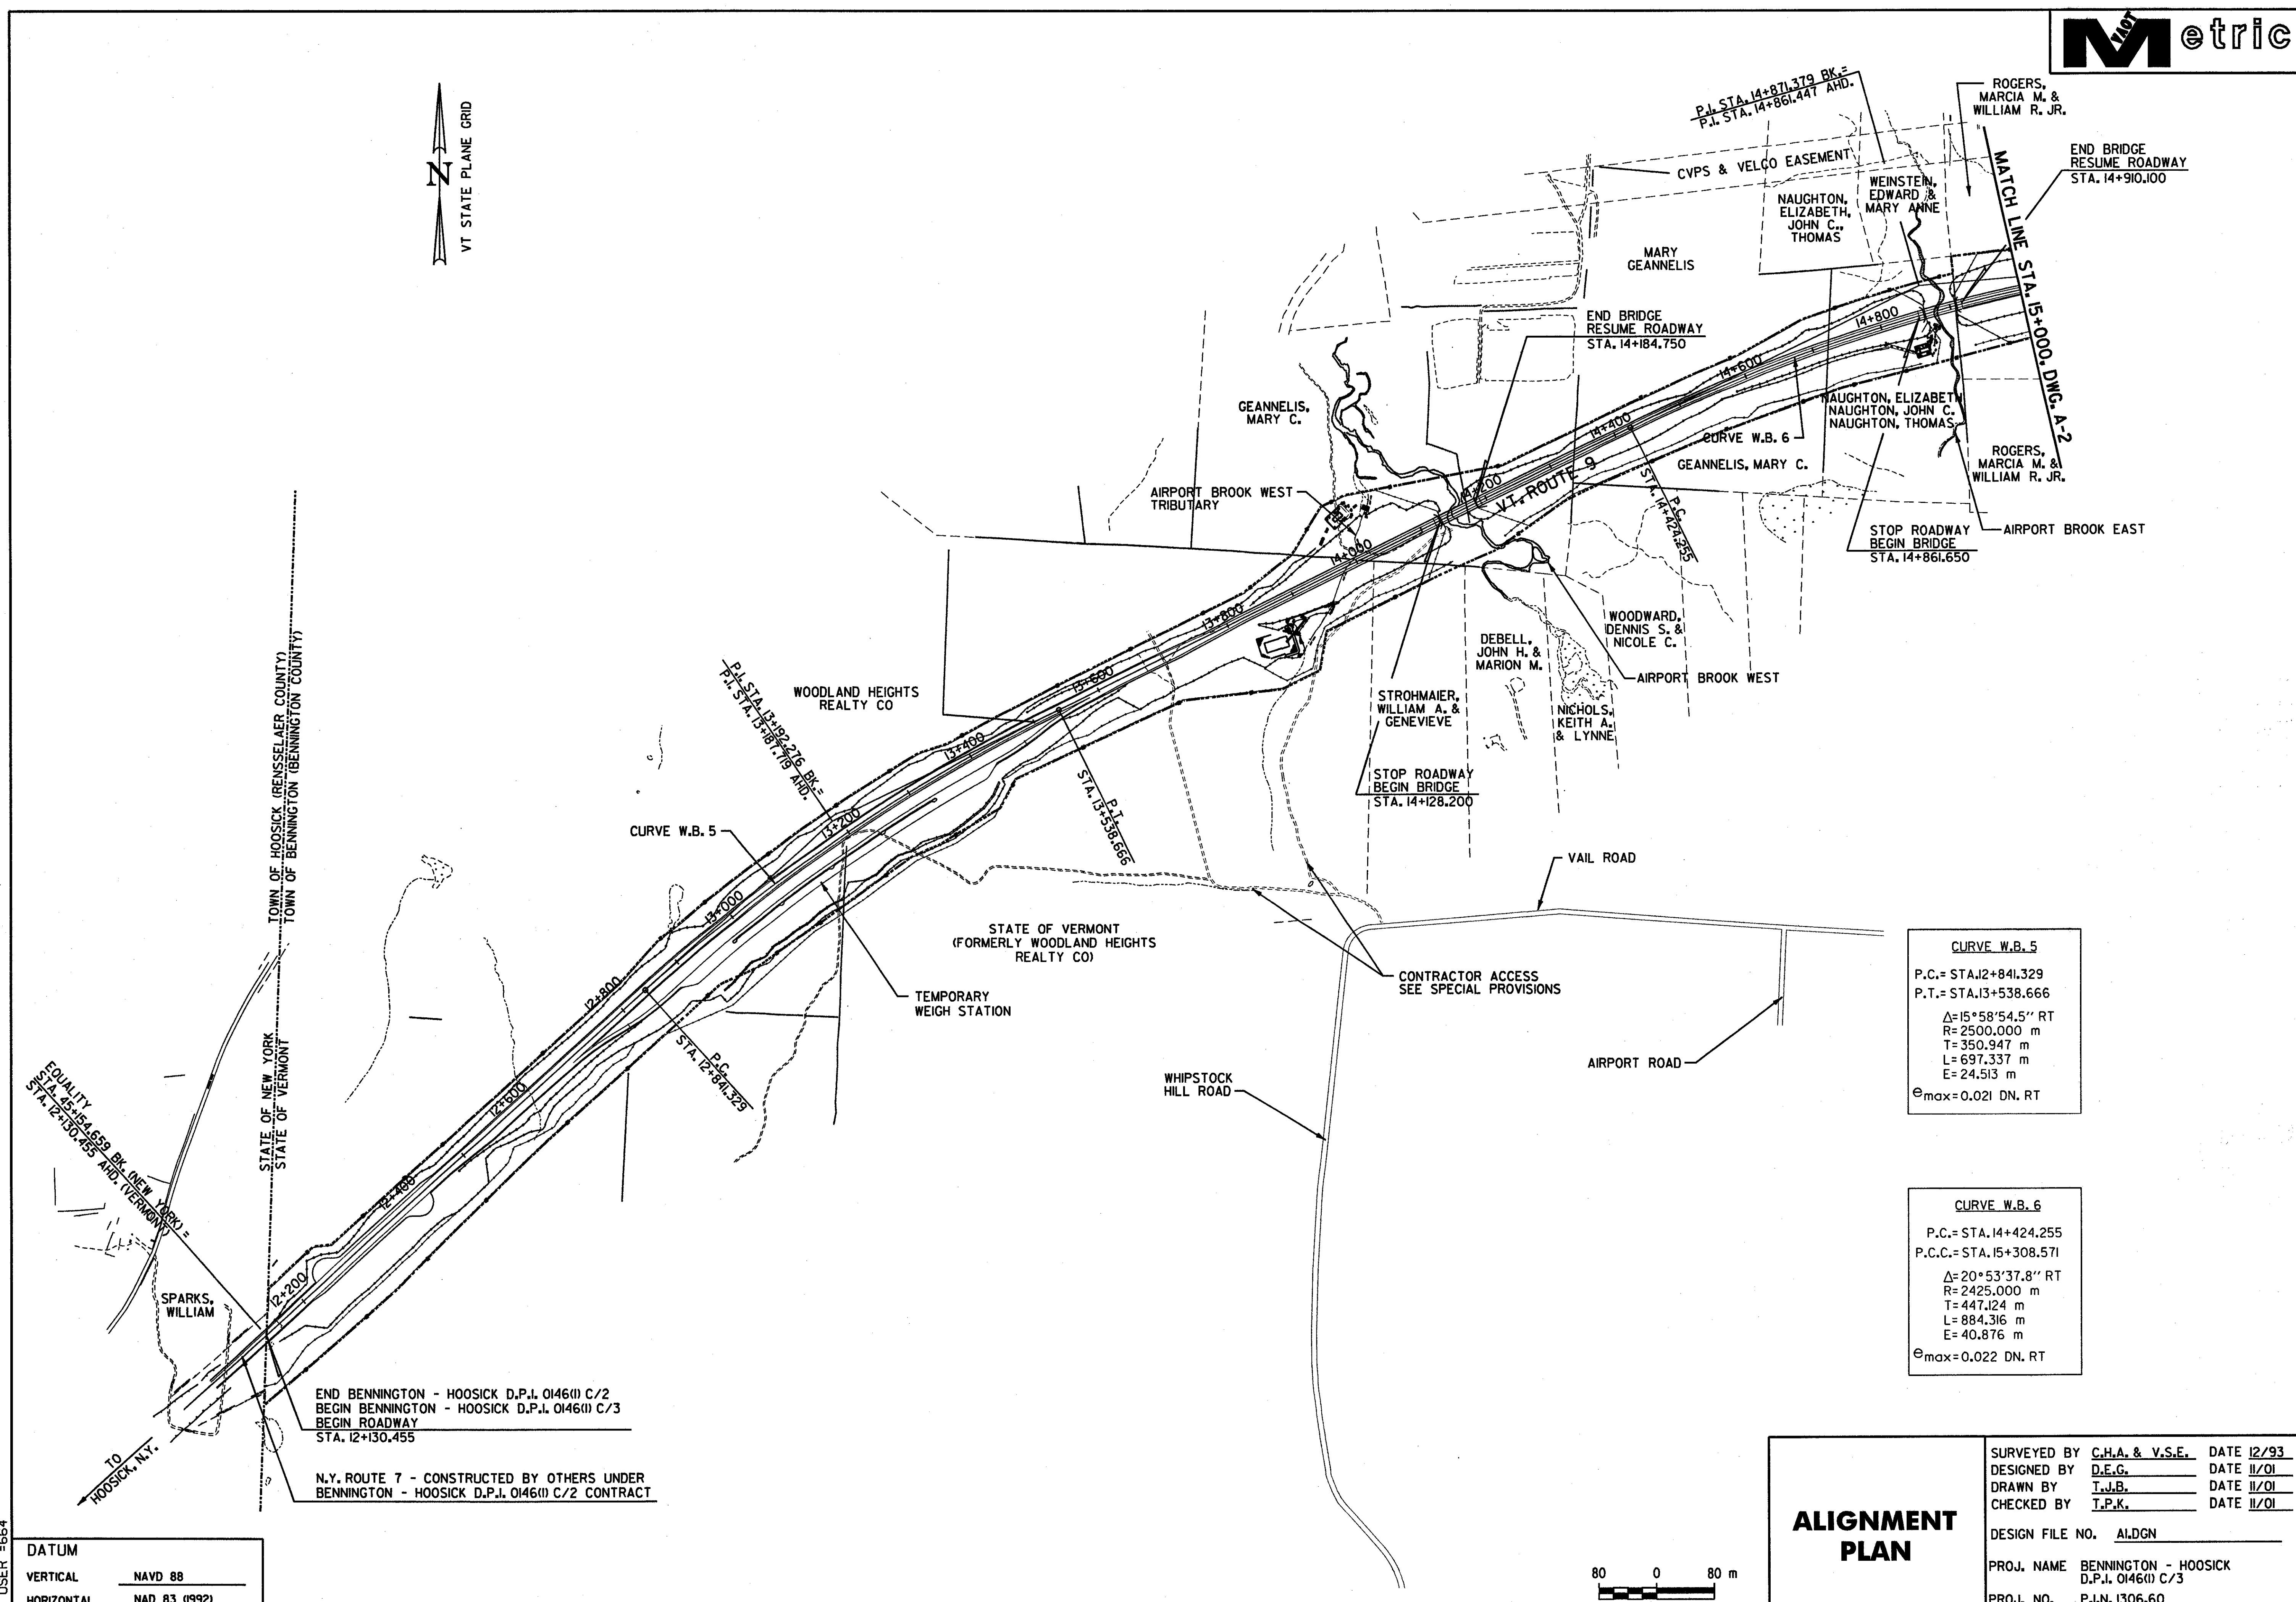 M VAOT etric
N
VT STATE PLANE GRID
P.I. STA. 14+871.379 BK.=
P.I. STA. 14+861.447 AHD.
ROGERS,
MARCIA M. &
WILLIAM R. JR.
END BRIDGE
RESUME ROADWAY
STA. 14+910.100
MATCH LINE STA. 15+000, DWG. A-2
CVPS & VELCO EASEMENT
WEINSTEIN,
EDWARD &
MARY ANNE
NAUGHTON,
ELIZABETH,
JOHN C.,
THOMAS
MARY
GEANNELIS
END BRIDGE
RESUME ROADWAY
STA. 14+184.750
14+800
14+600
14+400
14+200
14+000
13+800
13+600
13+400
13+200
13+000
12+800
12+600
12+400
12+200
GEANNELIS,
MARY C.
NAUGHTON, ELIZABETH
NAUGHTON, JOHN C.
NAUGHTON, THOMAS
CURVE W.B. 6
GEANNELIS, MARY C.
ROGERS,
MARCIA M. &
WILLIAM R. JR.
VT. ROUTE 9
P.C.
STA. 14+424.255
AIRPORT BROOK WEST
TRIBUTARY
STOP ROADWAY
BEGIN BRIDGE
STA. 14+861.650
AIRPORT BROOK EAST
WOODWARD,
DENNIS S. &
NICOLE C.
DEBELL,
JOHN H. &
MARION M.
AIRPORT BROOK WEST
STROHMAIER,
WILLIAM A. &
GENEVIEVE
NICHOLS,
KEITH A.
& LYNNE
STOP ROADWAY
BEGIN BRIDGE
STA. 14+128.200
WOODLAND HEIGHTS
REALTY CO
P.I. STA. 13+192.276 BK.=
P.I. STA. 13+187.719 AHD.
P.T.
STA. 13+538.666
CURVE W.B. 5
TOWN OF HOOSICK (RENSSELAER COUNTY)
TOWN OF BENNINGTON (BENNINGTON COUNTY)
STATE OF NEW YORK
STATE OF VERMONT
VAIL ROAD
STATE OF VERMONT
(FORMERLY WOODLAND HEIGHTS
REALTY CO)
TEMPORARY
WEIGH STATION
CONTRACTOR ACCESS
SEE SPECIAL PROVISIONS
P.C.
STA. 12+841.329
AIRPORT ROAD
WHIPSTOCK
HILL ROAD
EQUALITY
STA. 45+154.659 BK. (NEW YORK) =
STA. 12+130.455 AHD. (VERMONT)
SPARKS,
WILLIAM
END BENNINGTON - HOOSICK D.P.I. 0146(1) C/2
BEGIN BENNINGTON - HOOSICK D.P.I. 0146(1) C/3
BEGIN ROADWAY
STA. 12+130.455
N.Y. ROUTE 7 - CONSTRUCTED BY OTHERS UNDER
BENNINGTON - HOOSICK D.P.I. 0146(1) C/2 CONTRACT
TO
HOOSICK, N.Y.
CURVE W.B. 5
P.C.= STA.12+841.329
P.T.= STA.13+538.666
Δ=15°58'54.5'' RT
R= 2500.000 m
T= 350.947 m
L= 697.337 m
E= 24.513 m
emax=0.021 DN. RT
CURVE W.B. 6
P.C.= STA.14+424.255
P.C.C.= STA.15+308.571
Δ=20°53'37.8'' RT
R= 2425.000 m
T= 447.124 m
L= 884.316 m
E= 40.876 m
emax=0.022 DN. RT
USER =664
DATUM
VERTICAL NAVD 88
HORIZONTAL NAD 83 (1992)
80 0 80 m
ALIGNMENT
PLAN
SURVEYED BY C.H.A. & V.S.E. DATE 12/93
DESIGNED BY D.E.G. DATE 11/01
DRAWN BY T.J.B. DATE 11/01
CHECKED BY T.P.K. DATE 11/01
DESIGN FILE NO. A1.DGN
PROJ. NAME BENNINGTON - HOOSICK
D.P.I. 0146(1) C/3
PROJ. NO. P.I.N. 1306.60